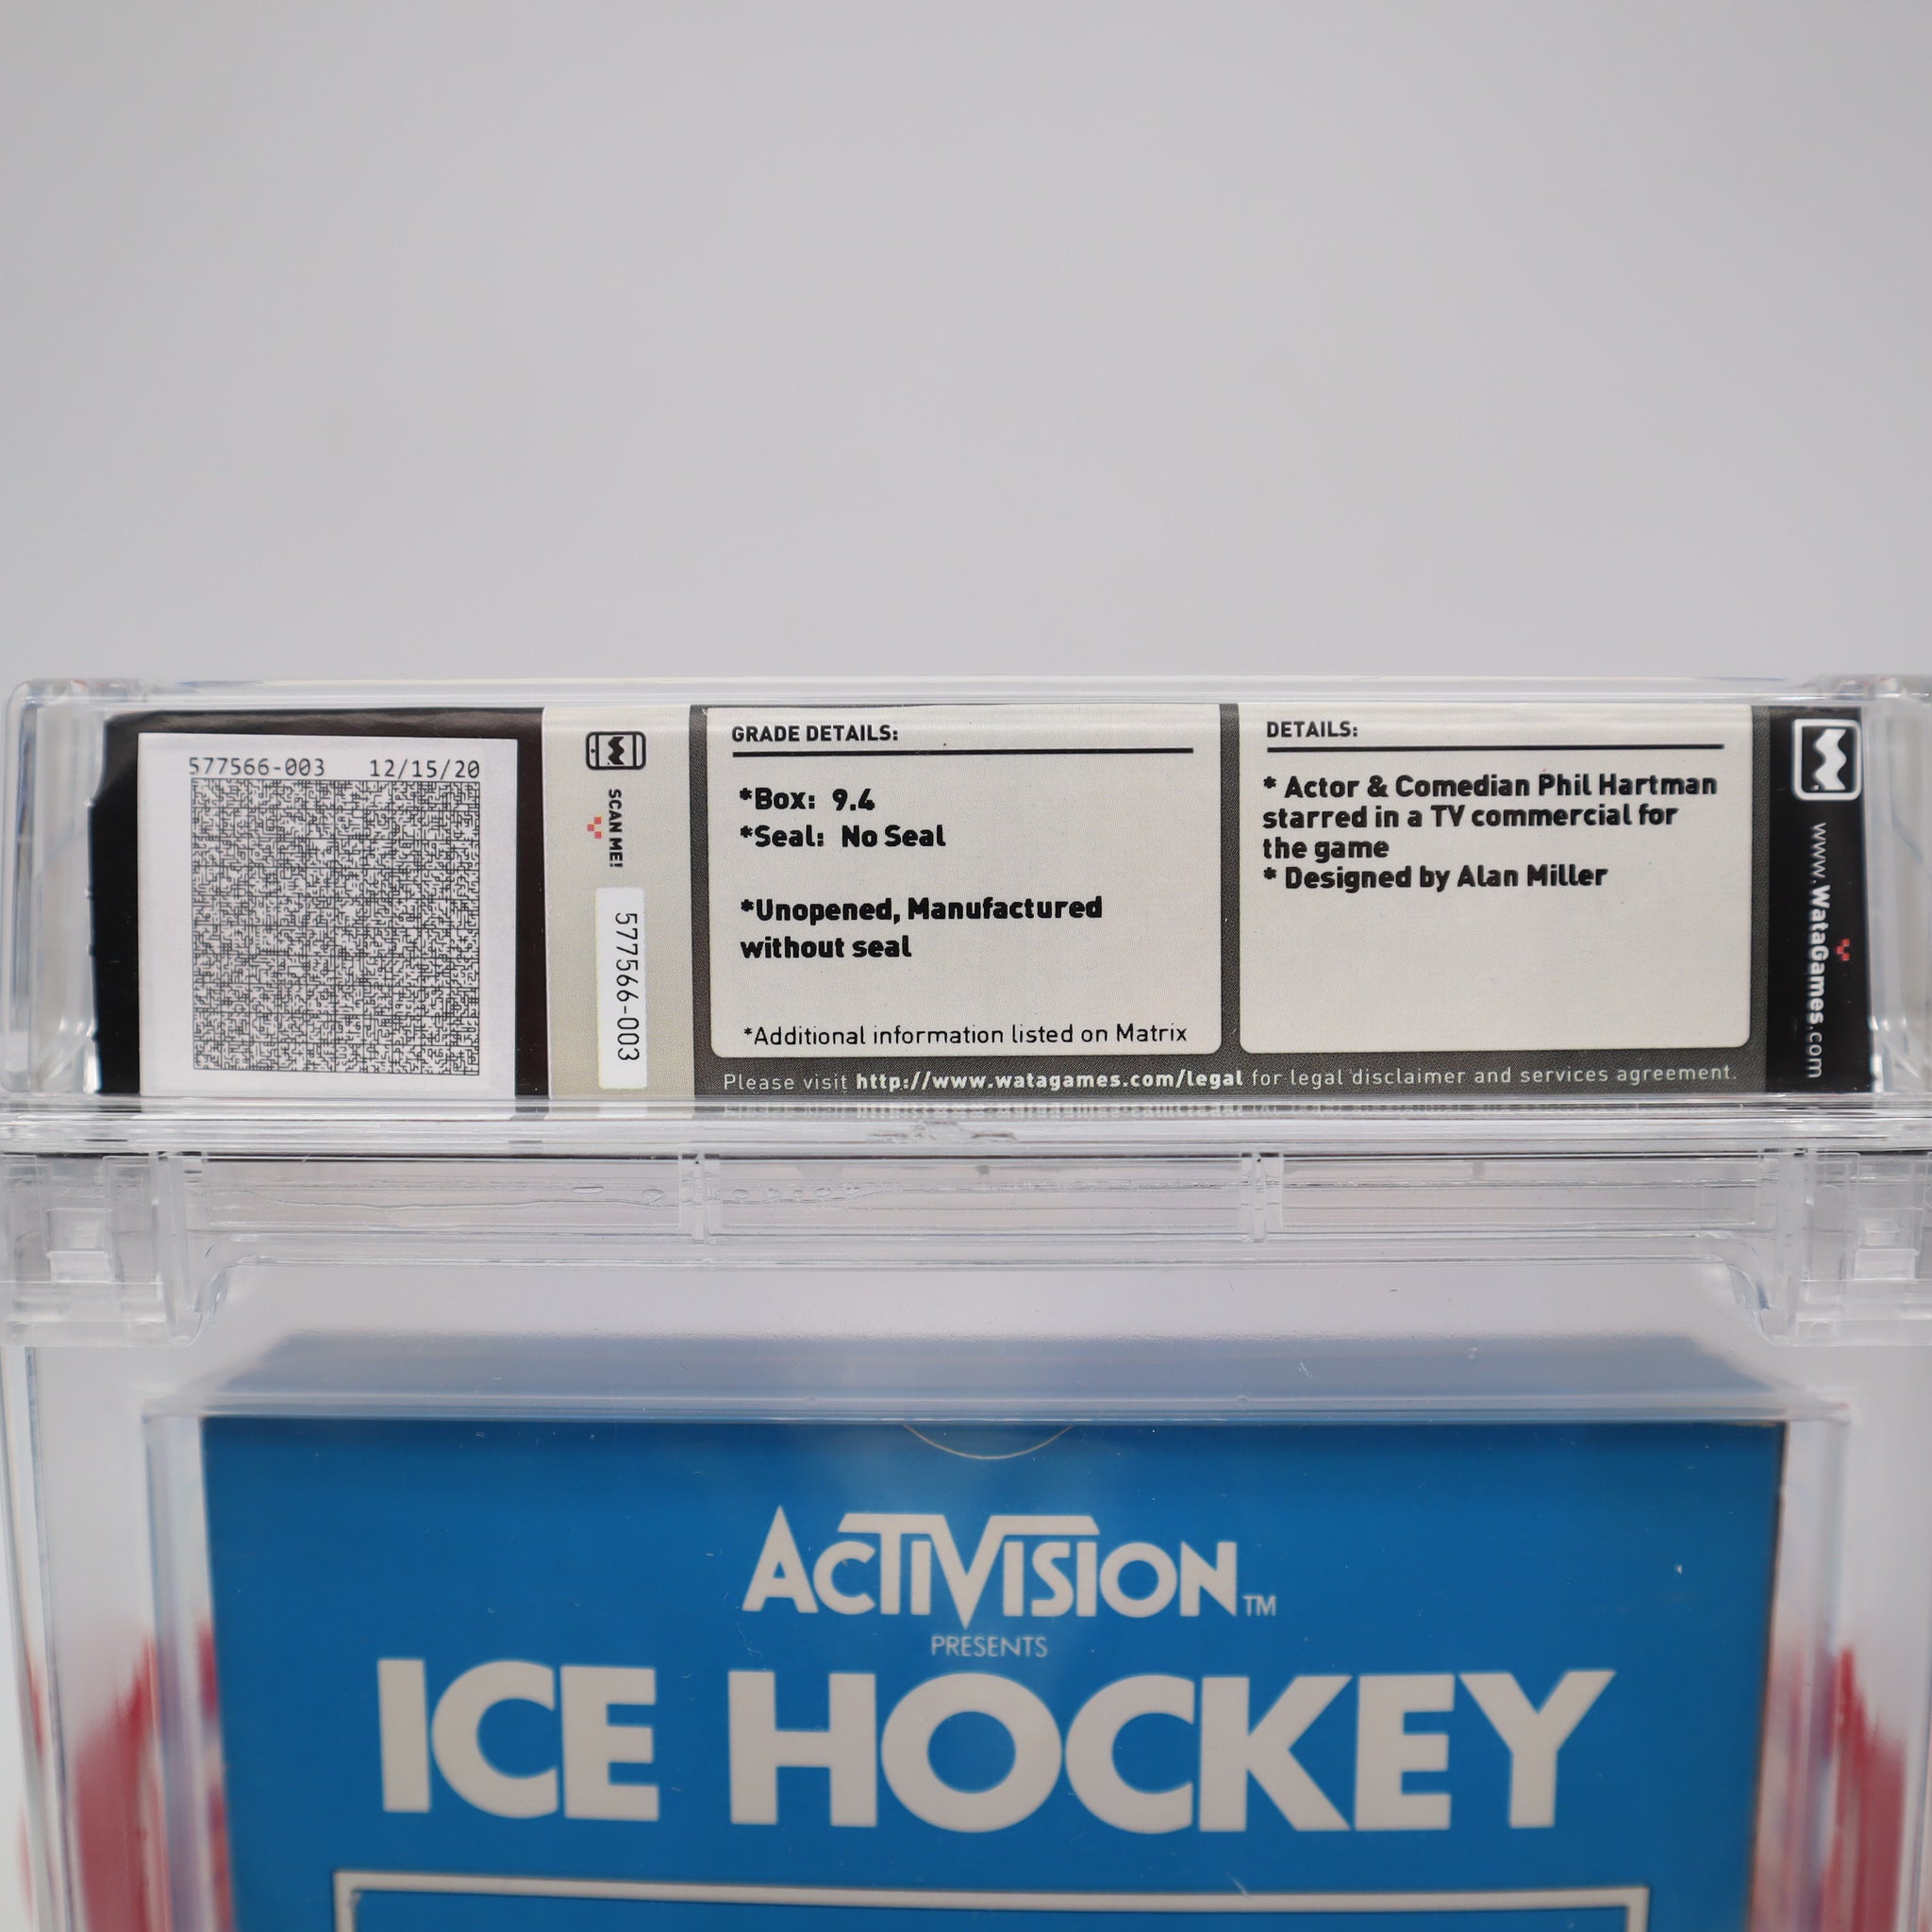 577566-003 12/15/20
SCAN ME!
577566-003
GRADE DETAILS:
*Box: 9.4
*Seal: No Seal
*Unopened, Manufactured
without seal
*Additional information listed on Matrix
DETAILS:
* Actor & Comedian Phil Hartman
starred in a TV commercial for
the game
* Designed by Alan Miller
Please visit http://www.watagames.com/legal for legal disclaimer and services agreement.
www.WataGames.com
ACTIVISION TM
PRESENTS
ICE HOCKEY